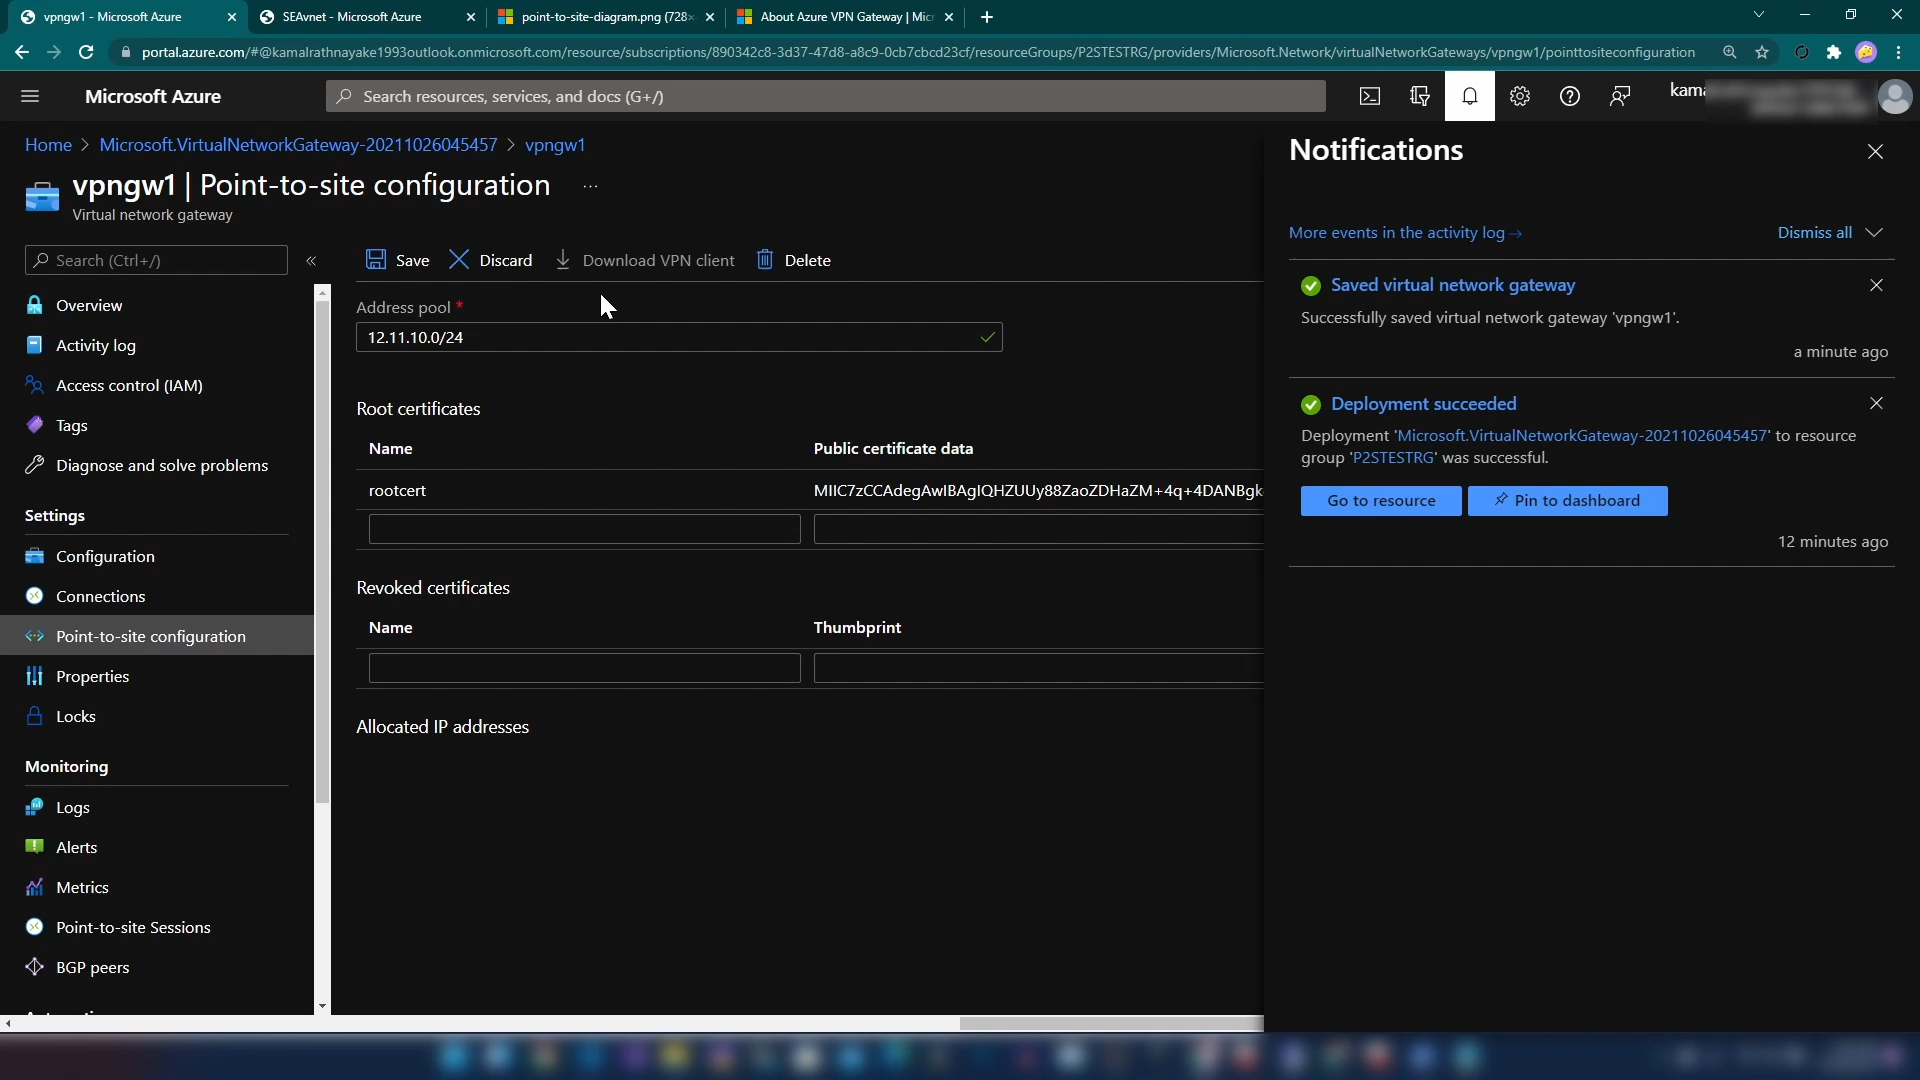 vpngw1 - Microsoft Azure
SEAvnet - Microsoft Azure
point-to-site-diagram.png (728×
About Azure VPN Gateway | Micr
portal.azure.com/#@kamalrathnayake1993outlook.onmicrosoft.com/resource/subscriptions/890342c8-3d37-47d8-a8c9-0cb7cbcd23cf/resourceGroups/P2STESTRG/providers/Microsoft.Network/virtualNetworkGateways/vpngw1/pointtositeconfiguration
Microsoft Azure
Search resources, services, and docs (G+/)
kama
Home > Microsoft.VirtualNetworkGateway-20211026045457 > vpngw1
vpngw1 | Point-to-site configuration ...
Virtual network gateway
Search (Ctrl+/)
«
Overview
Activity log
Access control (IAM)
Tags
Diagnose and solve problems
Settings
Configuration
Connections
Point-to-site configuration
Properties
Locks
Monitoring
Logs
Alerts
Metrics
Point-to-site Sessions
BGP peers
Save
Discard
Download VPN client
Delete
Address pool *
12.11.10.0/24
Root certificates
Name
Public certificate data
rootcert
MIIC7zCCAdegAwIBAgIQHZUUy88ZaoZDHaZM+4q+4DANBgk
Revoked certificates
Name
Thumbprint
Allocated IP addresses
Notifications
More events in the activity log →
Dismiss all
Saved virtual network gateway
Successfully saved virtual network gateway 'vpngw1'.
a minute ago
Deployment succeeded
Deployment 'Microsoft.VirtualNetworkGateway-20211026045457' to resource
group 'P2STESTRG' was successful.
Go to resource
Pin to dashboard
12 minutes ago